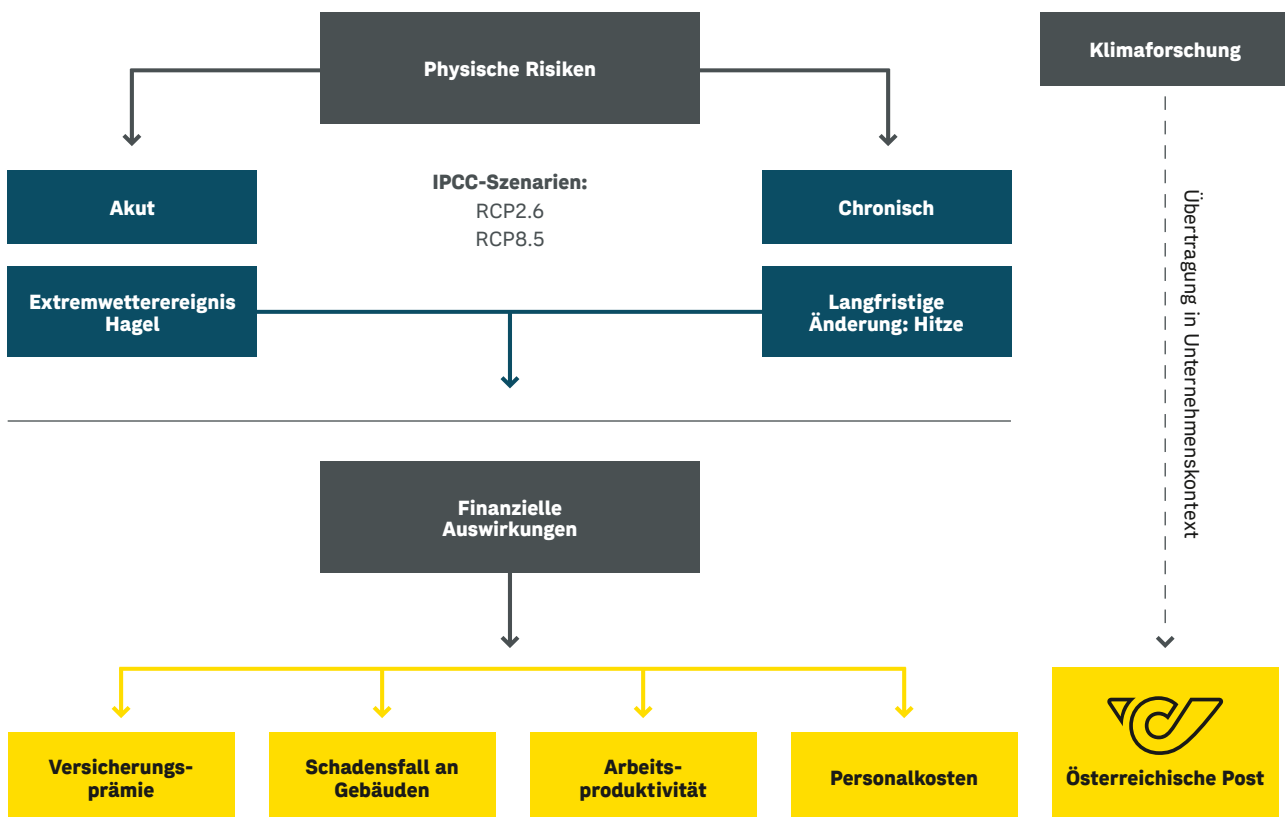 Physische Risiken
Klimaforschung
Akut
IPCC-Szenarien:
RCP2.6
RCP8.5
Chronisch
Extremwetterereignis
Hagel
Langfristige
Änderung: Hitze
Übertragung in Unternehmenskontext
Finanzielle
Auswirkungen
Versicherungs-
prämie
Schadensfall an
Gebäuden
Arbeits-
produktivität
Personalkosten
Österreichische Post